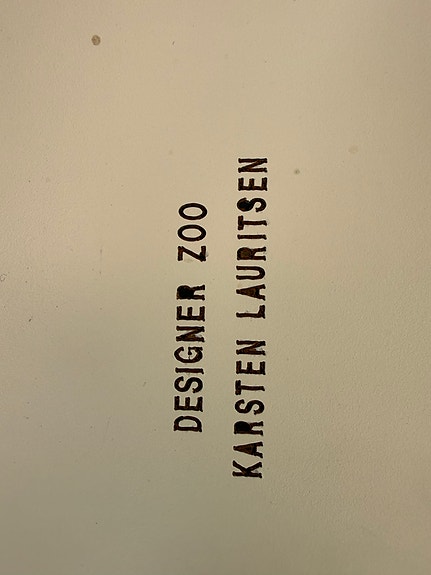 DESIGNER ZOO
KARSTEN LAURITSEN